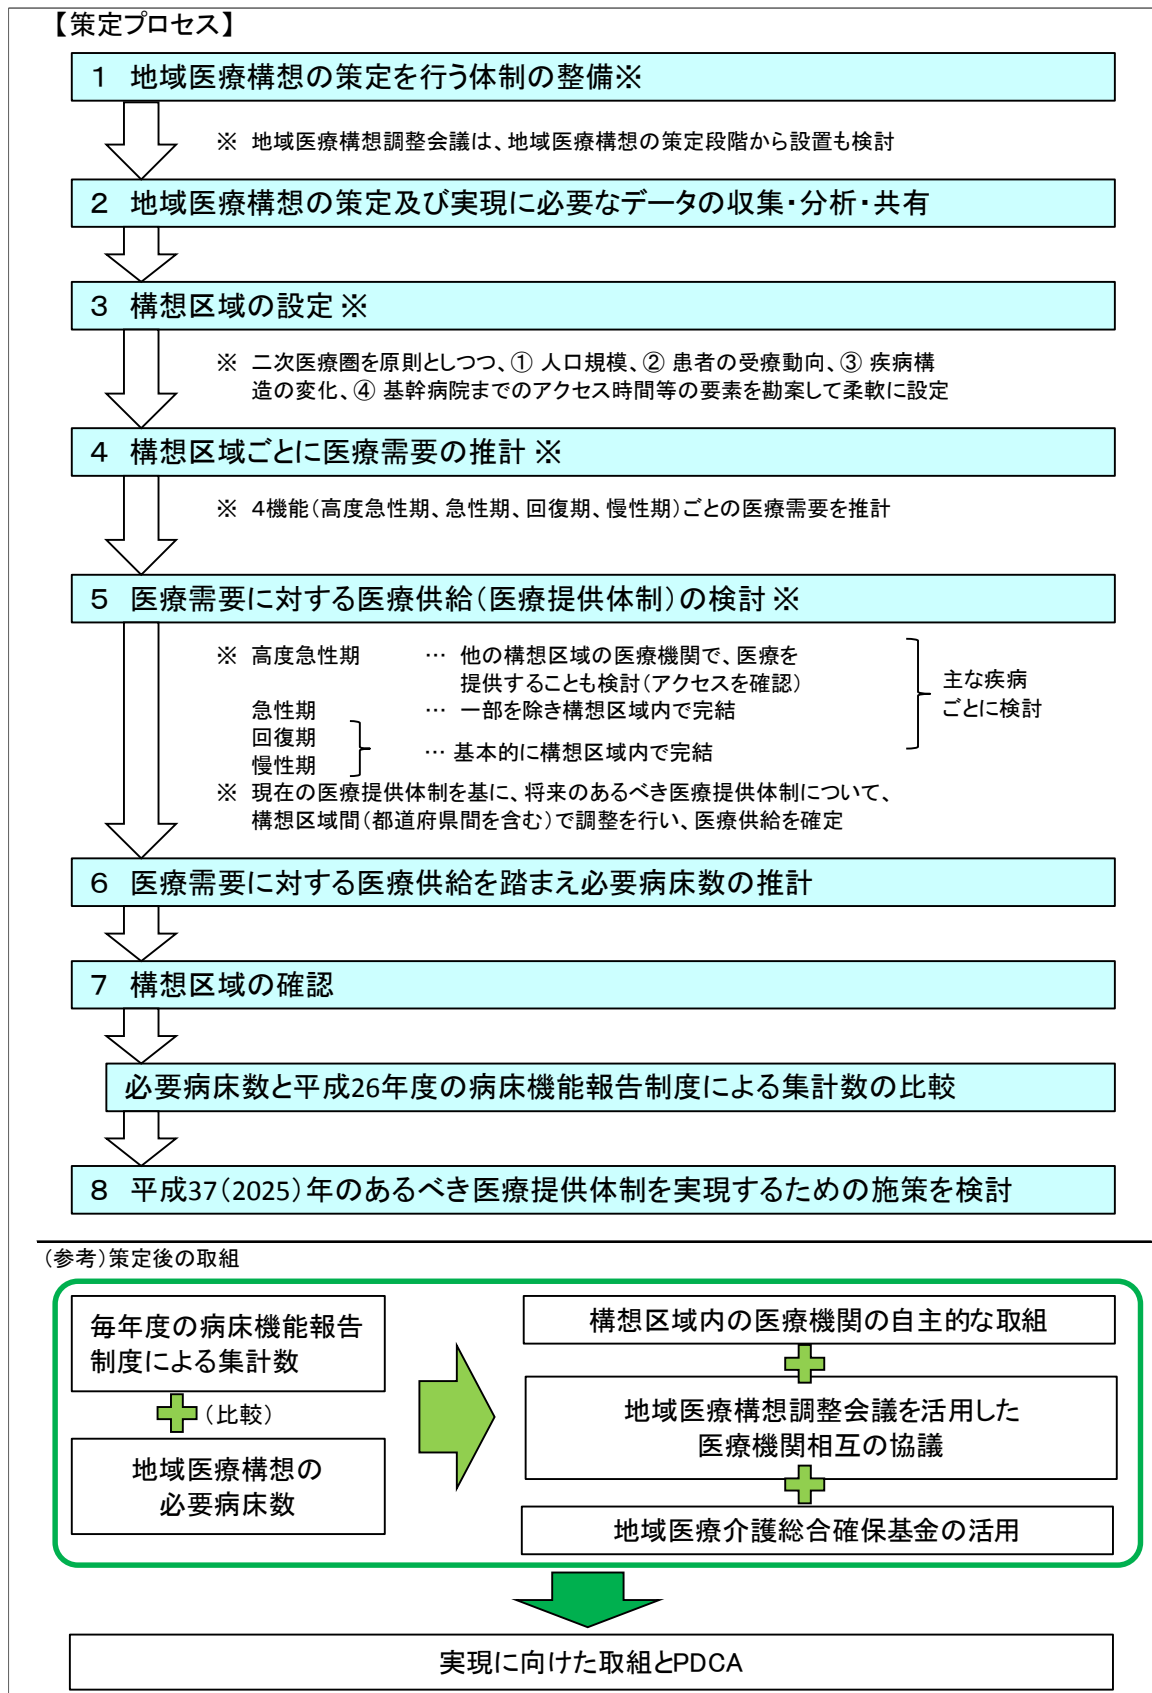 【策定プロセス】
１　地域医療構想の策定を行う体制の整備※
※　地域医療構想調整会議は、地域医療構想の策定段階から設置も検討
２　地域医療構想の策定及び実現に必要なデータの収集・分析・共有
３　構想区域の設定 ※
※　二次医療圏を原則としつつ、① 人口規模、② 患者の受療動向、③ 疾病構
造の変化、④ 基幹病院までのアクセス時間等の要素を勘案して柔軟に設定
４　構想区域ごとに医療需要の推計 ※
※　４機能（高度急性期、急性期、回復期、慢性期）ごとの医療需要を推計
５　医療需要に対する医療供給（医療提供体制）の検討 ※
※　高度急性期　… 他の構想区域の医療機関で、医療を
提供することも検討（アクセスを確認）
急性期　… 一部を除き構想区域内で完結
回復期
慢性期
… 基本的に構想区域内で完結
主な疾病
ごとに検討
※　現在の医療提供体制を基に、将来のあるべき医療提供体制について、
構想区域間（都道府県間を含む）で調整を行い、医療供給を確定
６　医療需要に対する医療供給を踏まえ必要病床数の推計
７　構想区域の確認
必要病床数と平成26年度の病床機能報告制度による集計数の比較
８　平成37（2025）年のあるべき医療提供体制を実現するための施策を検討
（参考）策定後の取組
毎年度の病床機能報告
制度による集計数
（比較）
地域医療構想の
必要病床数
構想区域内の医療機関の自主的な取組
地域医療構想調整会議を活用した
医療機関相互の協議
地域医療介護総合確保基金の活用
実現に向けた取組とPDCA